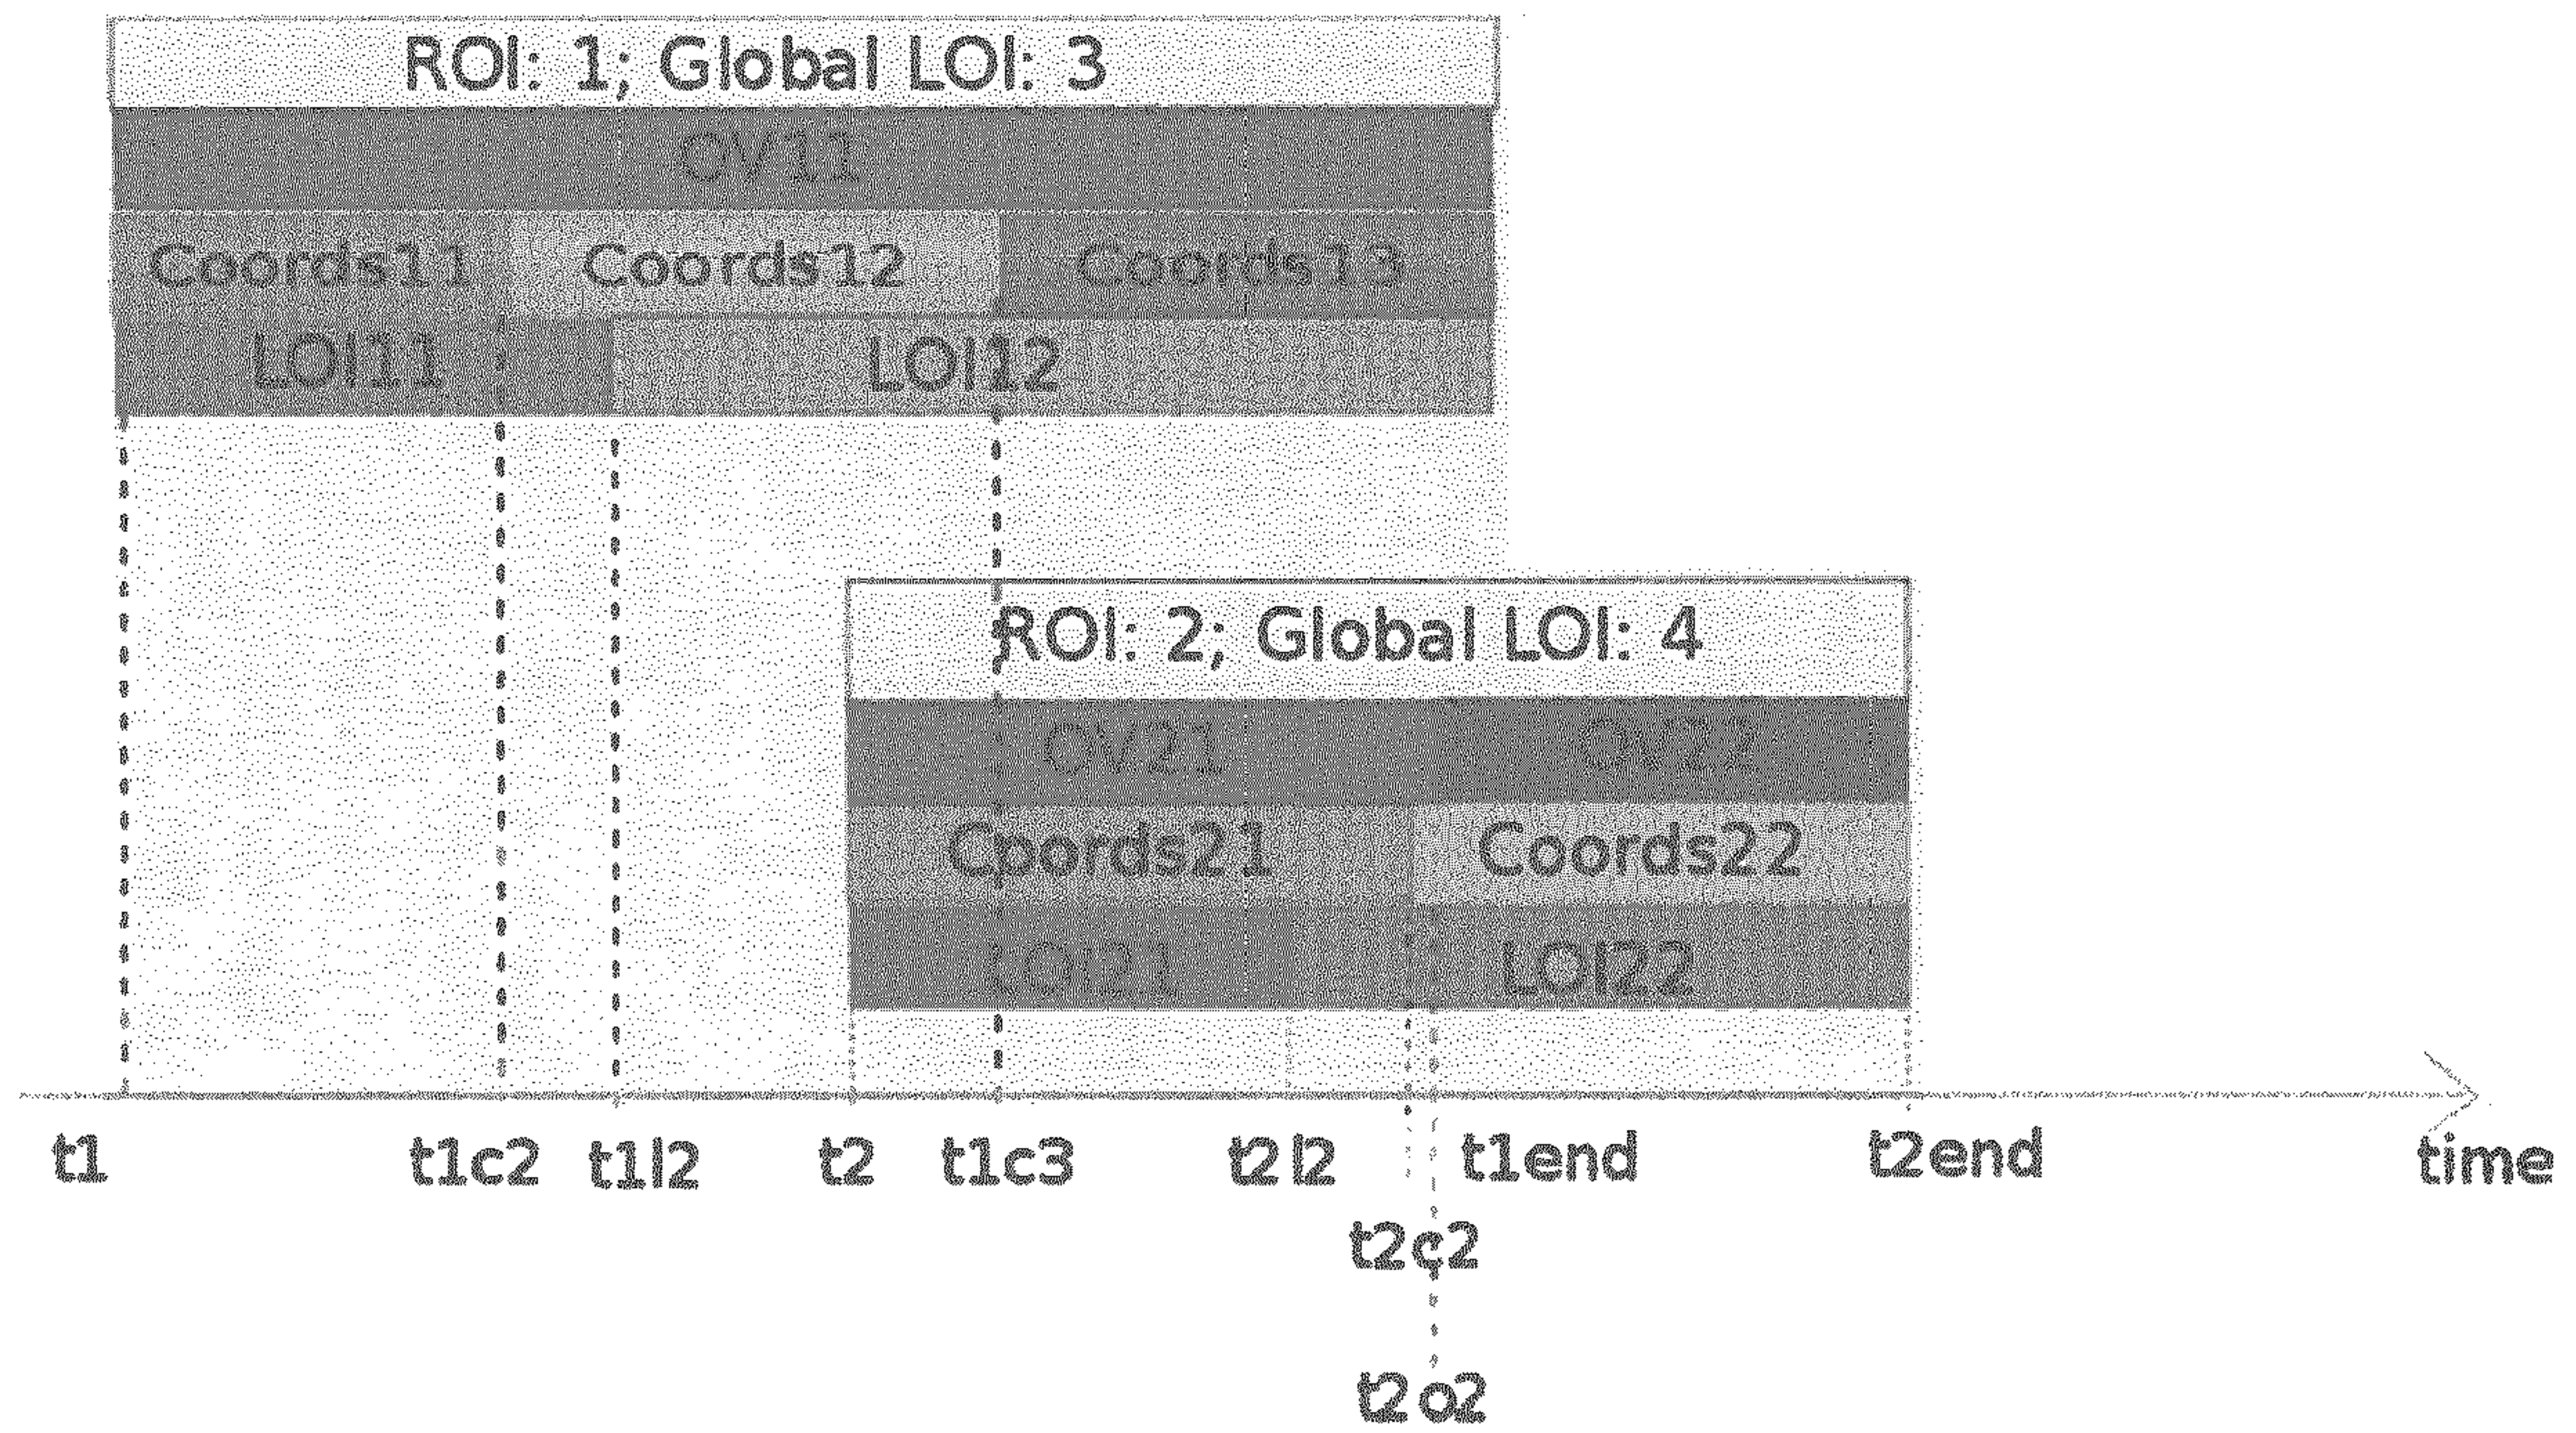 ROI: 1; Global LOI: 3
OV11
Coords11 Coords12 Coords13
LOI11 LOI12
ROI: 2; Global LOI: 4
OV21 OV22
Coords21 Coords22
LOI21 LOI22
t1 t1c2 t1l2 t2 t1c3 t2l2 t1end t2end time
t2c2
t2o2